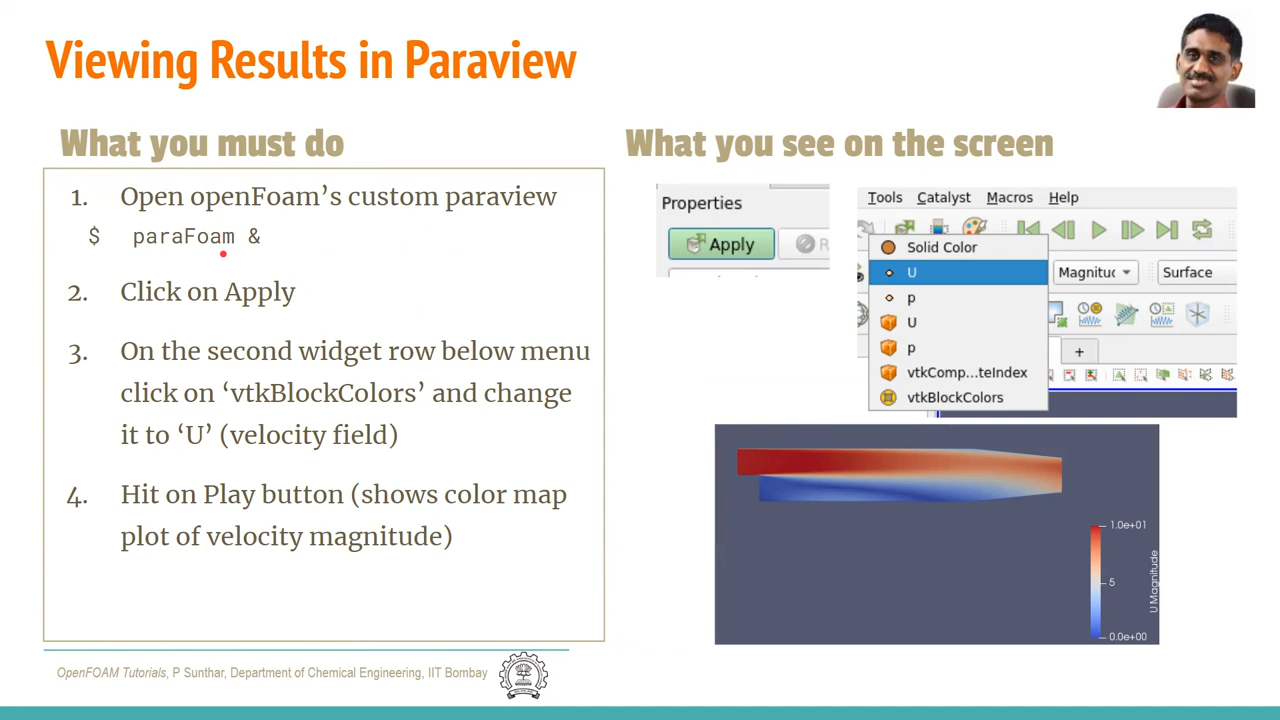 Viewing Results in Paraview
What you must do
1. Open openFoam's custom paraview
$ paraFoam &
2. Click on Apply
3. On the second widget row below menu
click on 'vtkBlockColors' and change
it to 'U' (velocity field)
4. Hit on Play button (shows color map
plot of velocity magnitude)
What you see on the screen
Properties
Apply
Tools Catalyst Macros Help
Solid Color
U
p
U
p
vtkComp...teIndex
vtkBlockColors
Surface
+
1.0e+01
5
0.0e+00
U Magnitude
OpenFOAM Tutorials, P Sunthar, Department of Chemical Engineering, IIT Bombay